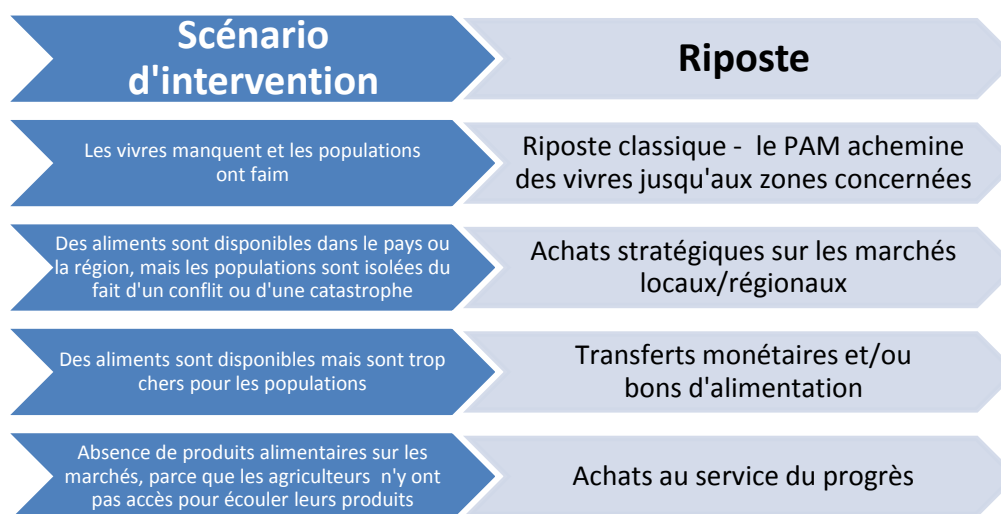 Scénario
d'intervention
Riposte
Les vivres manquent et les populations
ont faim
Riposte classique - le PAM achemine
des vivres jusqu'aux zones concernées
Des aliments sont disponibles dans le pays ou
la région, mais les populations sont isolées du
fait d'un conflit ou d'une catastrophe
Achats stratégiques sur les marchés
locaux/régionaux
Des aliments sont disponibles mais sont trop
chers pour les populations
Transferts monétaires et/ou
bons d'alimentation
Absence de produits alimentaires sur les
marchés, parce que les agriculteurs n'y ont
pas accès pour écouler leurs produits
Achats au service du progrès